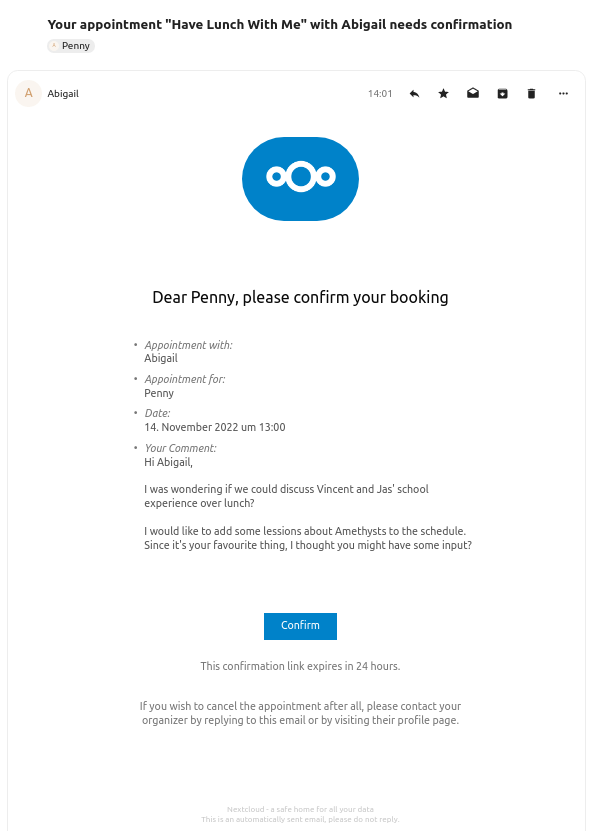 Your appointment "Have Lunch With Me" with Abigail needs confirmation
A Penny
A Abigail 14:01
Dear Penny, please confirm your booking
• Appointment with:
Abigail
• Appointment for:
Penny
• Date:
14. November 2022 um 13:00
• Your Comment:
Hi Abigail,
I was wondering if we could discuss Vincent and Jas' school
experience over lunch?
I would like to add some lessions about Amethysts to the schedule.
Since it's your favourite thing, I thought you might have some input?
Confirm
This confirmation link expires in 24 hours.
If you wish to cancel the appointment after all, please contact your
organizer by replying to this email or by visiting their profile page.
Nextcloud - a safe home for all your data
This is an automatically sent email, please do not reply.